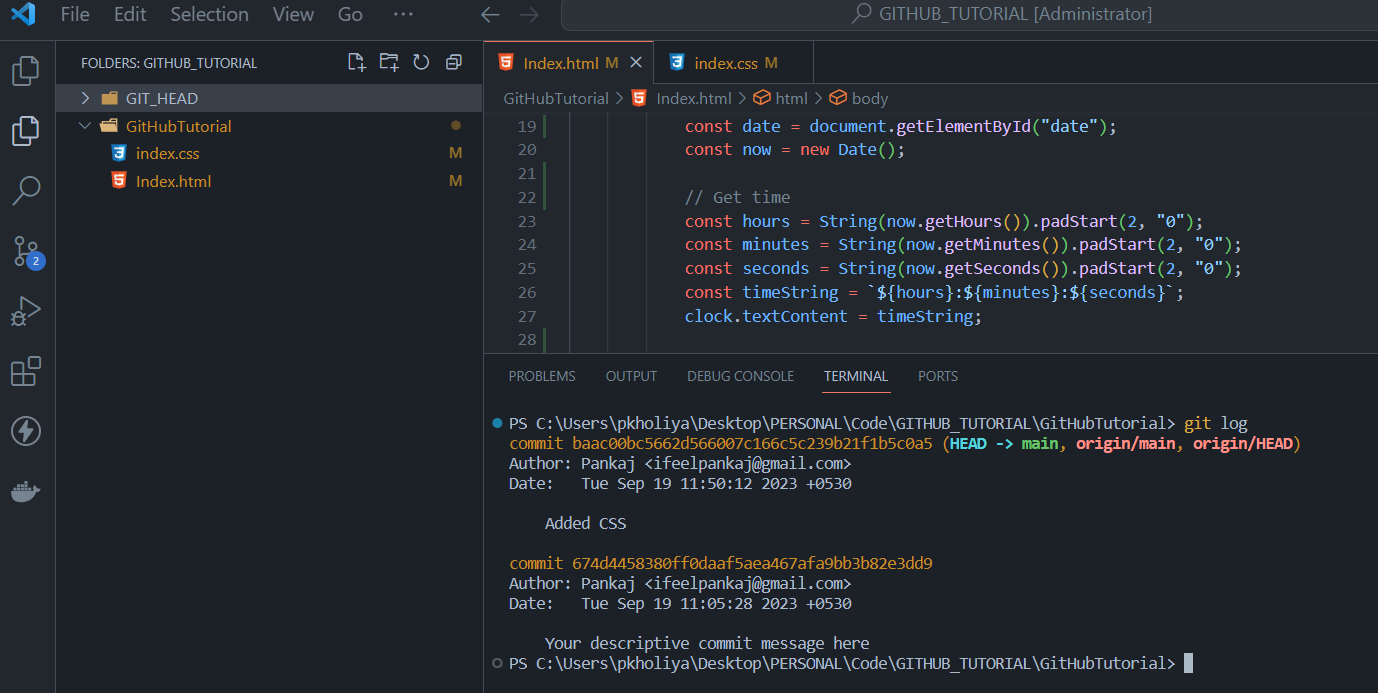 File Edit Selection View Go ··· GITHUB_TUTORIAL [Administrator]
FOLDERS: GITHUB_TUTORIAL
GIT_HEAD
GitHubTutorial
index.css M
Index.html M
2
Index.html M index.css M
GitHubTutorial > Index.html > html > body
19 const date = document.getElementById("date");
20 const now = new Date();
21
22 // Get time
23 const hours = String(now.getHours()).padStart(2, "0");
24 const minutes = String(now.getMinutes()).padStart(2, "0");
25 const seconds = String(now.getSeconds()).padStart(2, "0");
26 const timeString = `${hours}:${minutes}:${seconds}`;
27 clock.textContent = timeString;
28
PROBLEMS OUTPUT DEBUG CONSOLE TERMINAL PORTS
PS C:\Users\pkholiya\Desktop\PERSONAL\Code\GITHUB_TUTORIAL\GitHubTutorial> git log
commit baac00bc5662d566007c166c5c239b21f1b5c0a5 (HEAD -> main, origin/main, origin/HEAD)
Author: Pankaj <ifeelpankaj@gmail.com>
Date:   Tue Sep 19 11:50:12 2023 +0530
Added CSS
commit 674d4458380ff0daaf5aea467afa9bb3b82e3dd9
Author: Pankaj <ifeelpankaj@gmail.com>
Date:   Tue Sep 19 11:05:28 2023 +0530
Your descriptive commit message here
PS C:\Users\pkholiya\Desktop\PERSONAL\Code\GITHUB_TUTORIAL\GitHubTutorial>